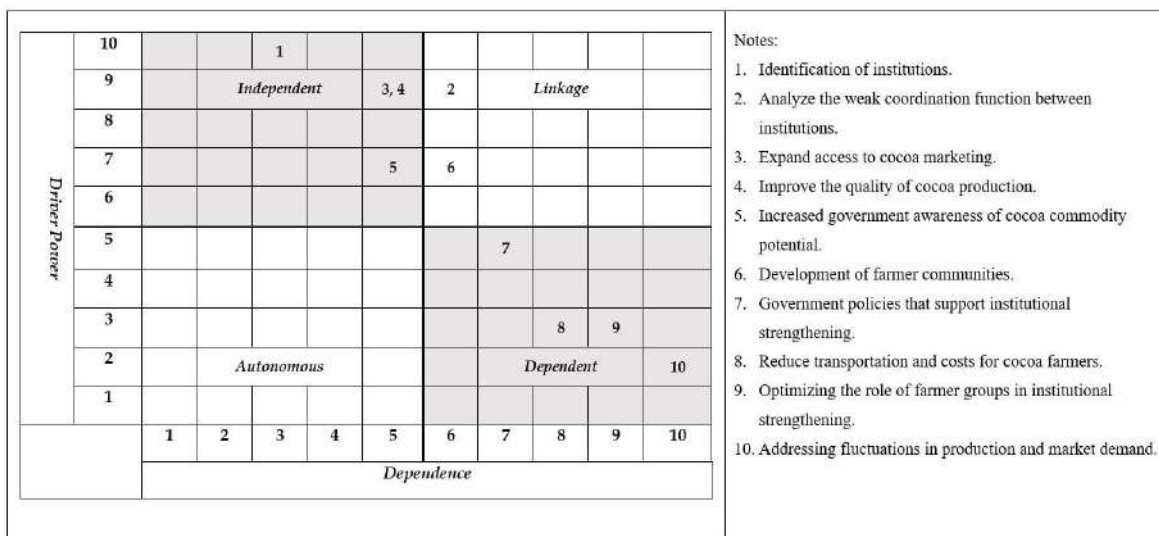 10 1
9 Independent 3, 4 2 Linkage
8
7 5 6
6
Driver Power
5 7
4
3 8 9
2 Autonomous Dependent 10
1
1 2 3 4 5 6 7 8 9 10
Dependence
Notes:
1. Identification of institutions.
2. Analyze the weak coordination function between
institutions.
3. Expand access to cocoa marketing.
4. Improve the quality of cocoa production.
5. Increased government awareness of cocoa commodity
potential.
6. Development of farmer communities.
7. Government policies that support institutional
strengthening.
8. Reduce transportation and costs for cocoa farmers.
9. Optimizing the role of farmer groups in institutional
strengthening.
10. Addressing fluctuations in production and market demand.